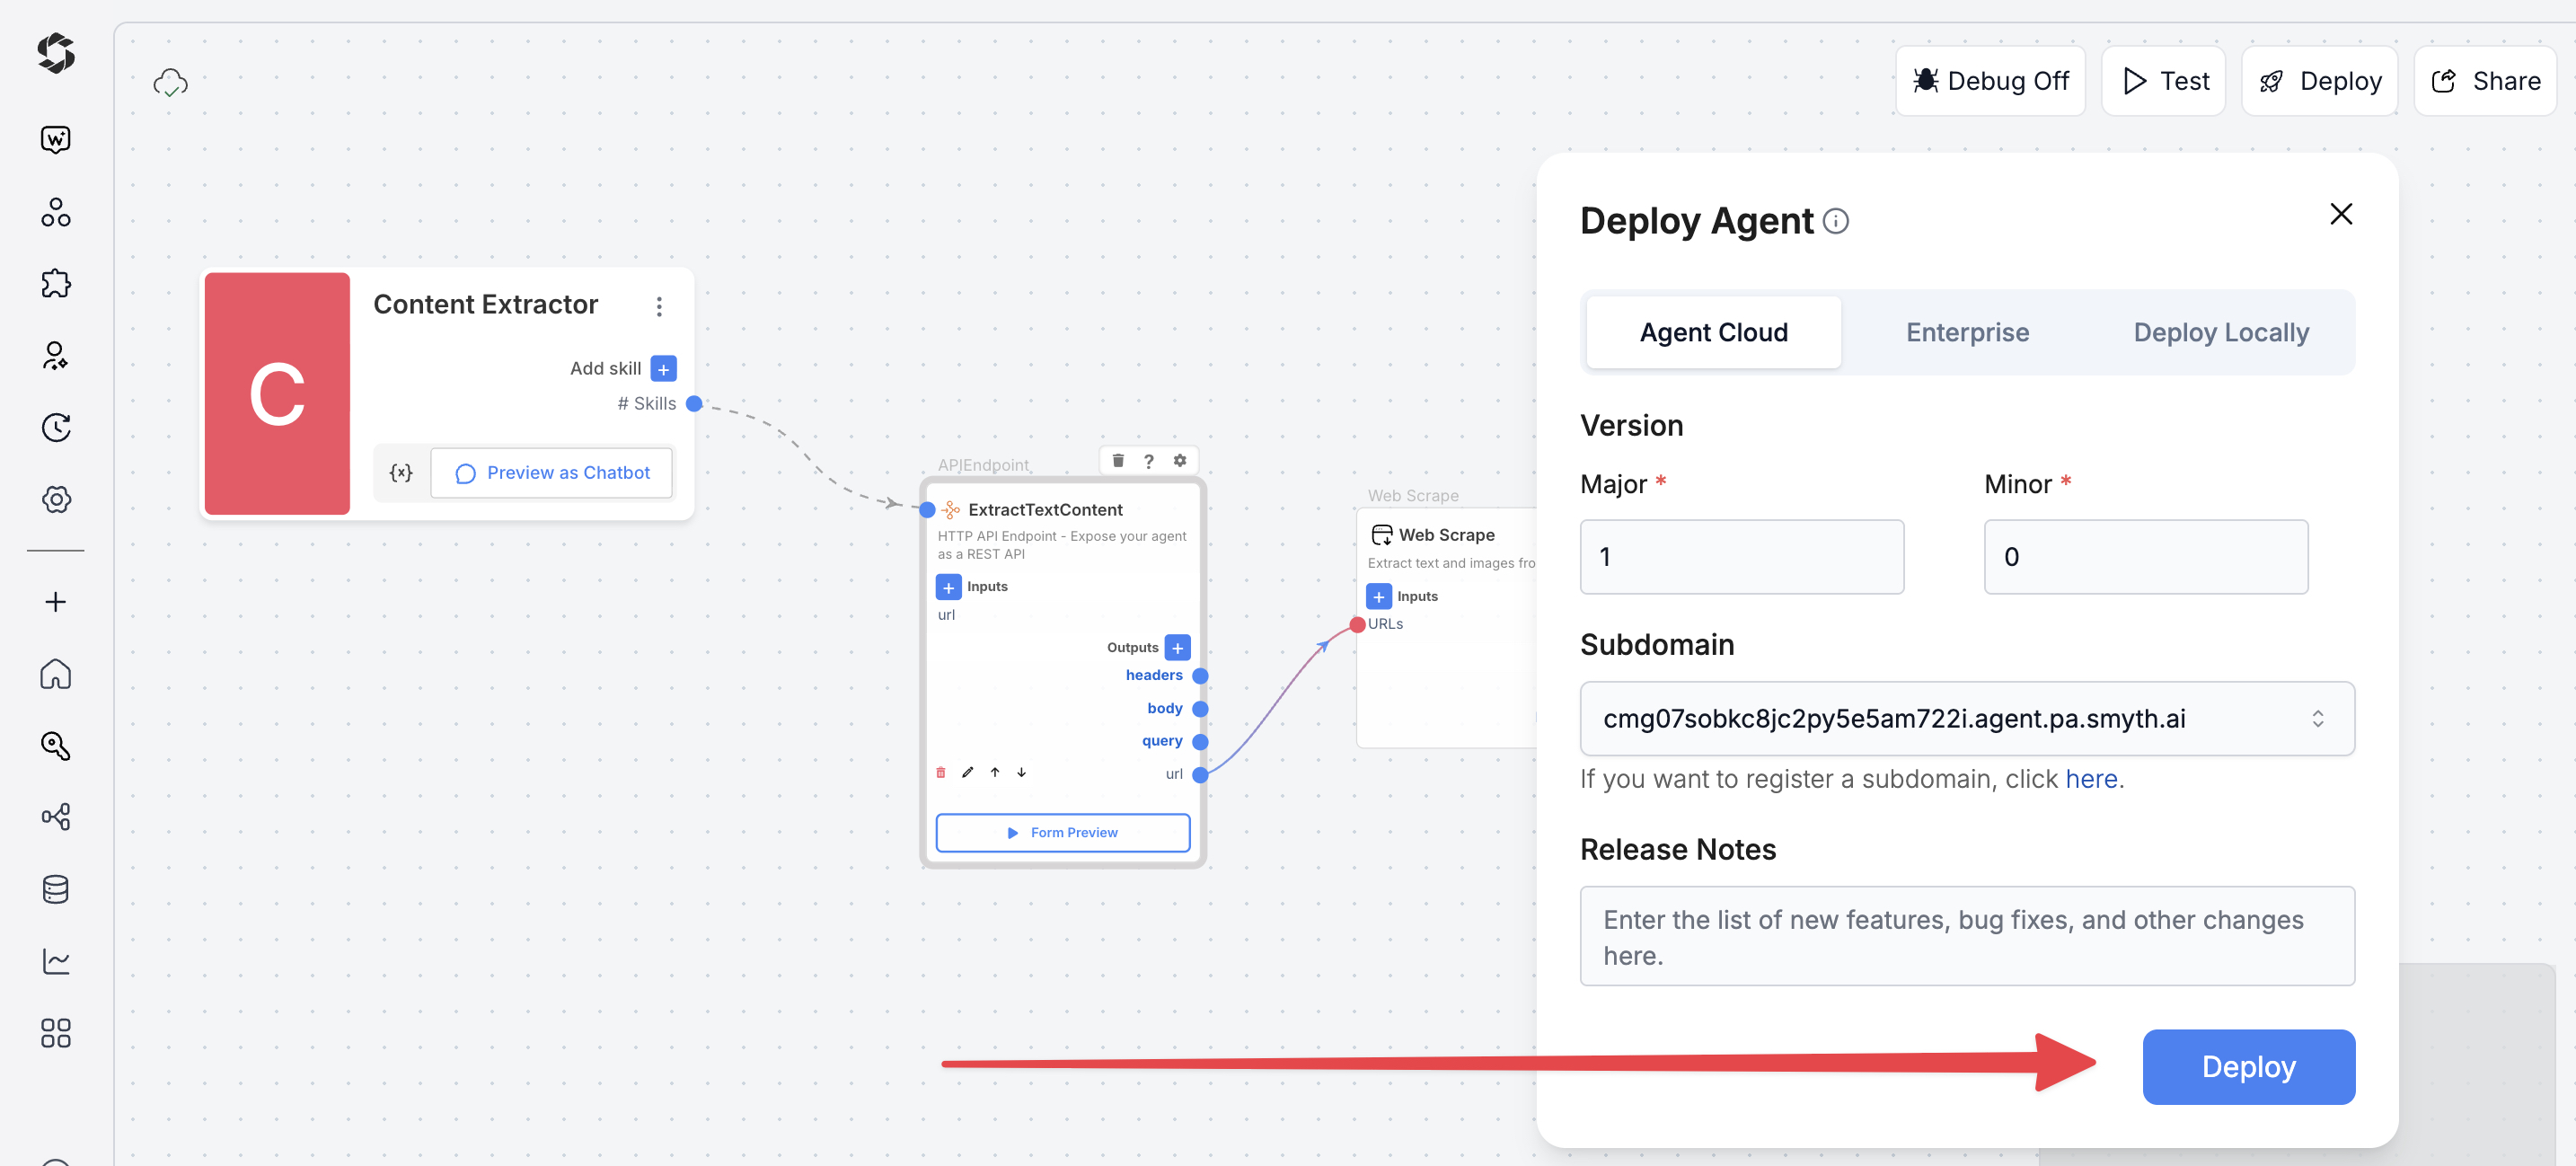 Debug Off
Test
Deploy
Share
W
C
Content Extractor
Add skill
# Skills
{x}
Preview as Chatbot
APIEndpoint
?
ExtractTextContent
HTTP API Endpoint - Expose your agent
as a REST API
Inputs
url
Outputs
headers
body
query
url
Form Preview
Web Scrape
Web Scrape
Extract text and images fro
Inputs
URLs
Deploy Agent
Agent Cloud
Enterprise
Deploy Locally
Version
Major *
Minor *
1
0
Subdomain
cmg07sobkc8jc2py5e5am722i.agent.pa.smyth.ai
If you want to register a subdomain, click here.
Release Notes
Enter the list of new features, bug fixes, and other changes
here.
Deploy